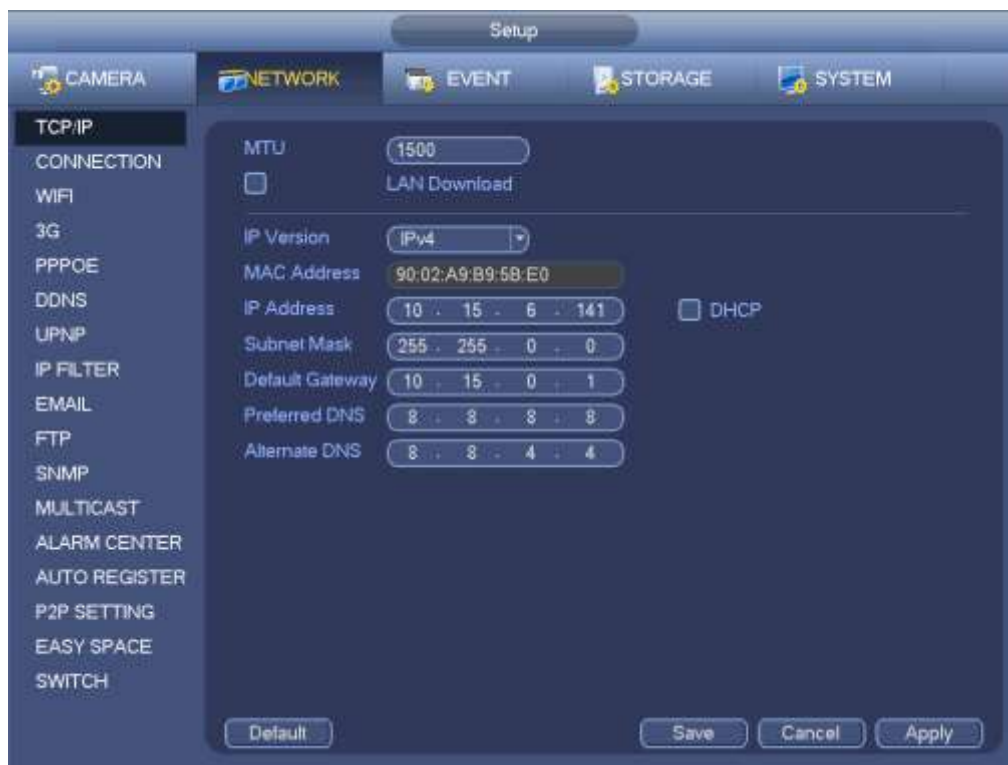 Setup
CAMERA NETWORK EVENT STORAGE SYSTEM
TCP/IP
CONNECTION
WIFI
3G
PPPOE
DDNS
UPNP
IP FILTER
EMAIL
FTP
SNMP
MULTICAST
ALARM CENTER
AUTO REGISTER
P2P SETTING
EASY SPACE
SWITCH
MTU 1500
LAN Download
IP Version IPv4
MAC Address 90:02:A9:B9:5B:E0
IP Address 10 . 15 . 6 . 141 DHCP
Subnet Mask 255 . 255 . 0 . 0
Default Gateway 10 . 15 . 0 . 1
Preferred DNS 8 . 8 . 8 . 8
Alternate DNS 8 . 8 . 4 . 4
Default Save Cancel Apply